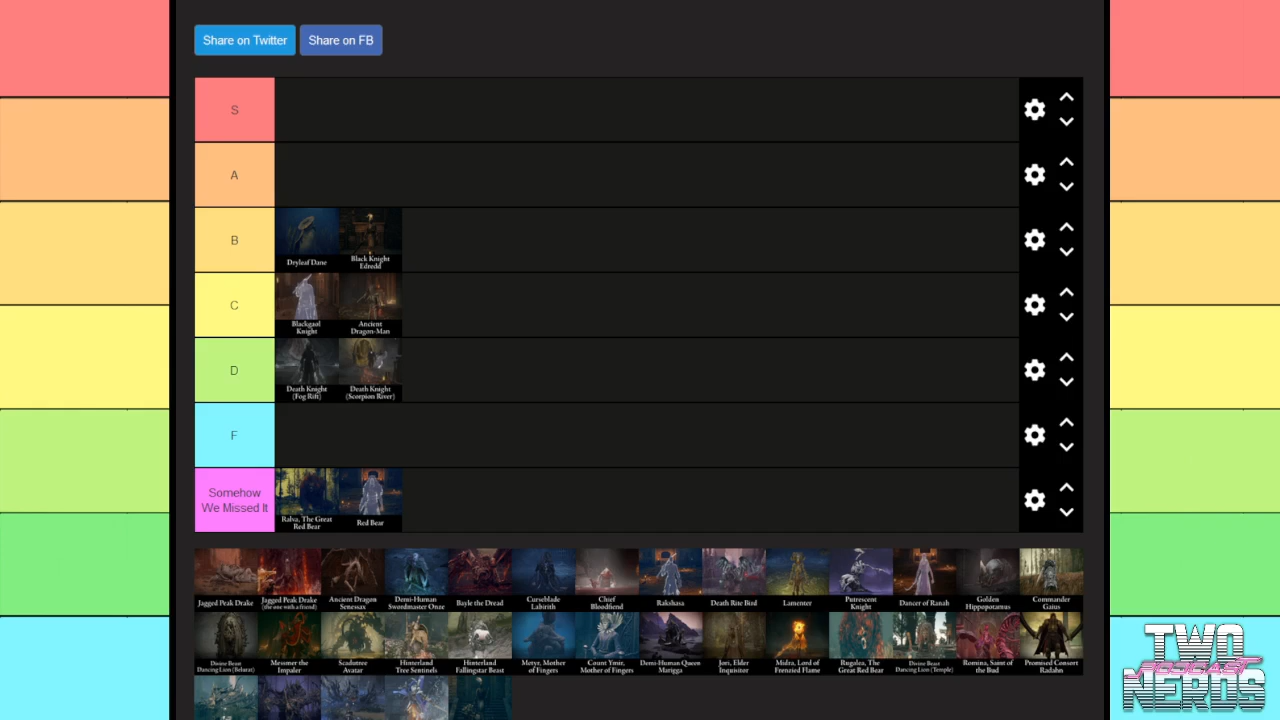 Share on Twitter Share on FB
S
A
B
Dryleaf Dane
Black Knight
Edredd
C
Blackgaol
Knight
Ancient
Dragon-Man
D
Death Knight
(Fog Rift)
Death Knight
(Scorpion River)
F
Somehow
We Missed It
Ralva, The Great
Red Bear
Red Bear
Jagged Peak Drake
Jagged Peak Drake
(the one with a friend)
Ancient Dragon
Senessax
Demi-Human
Swordmaster Onze
Bayle the Dread
Curseblade
Labirith
Chief
Bloodfiend
Rakshasa
Death Rite Bird
Lamenter
Putrescent
Knight
Dancer of Ranah
Golden
Hippopotamus
Commander
Gaius
Divine Beast
Dancing Lion (Belurat)
Messmer the
Impaler
Scadutree
Avatar
Hinterland
Tree Sentinels
Hinterland
Fallingstar Beast
Metyr, Mother
of Fingers
Count Ymir,
Mother of Fingers
Demi-Human Queen
Marigga
Jori, Elder
Inquisitor
Midra, Lord of
Frenzied Flame
Rugalea, The
Great Red Bear
Divine Beast
Dancing Lion (Temple)
Romina, Saint of
the Bud
Promised Consort
Radahn
TWO
PODCAST
NERDS